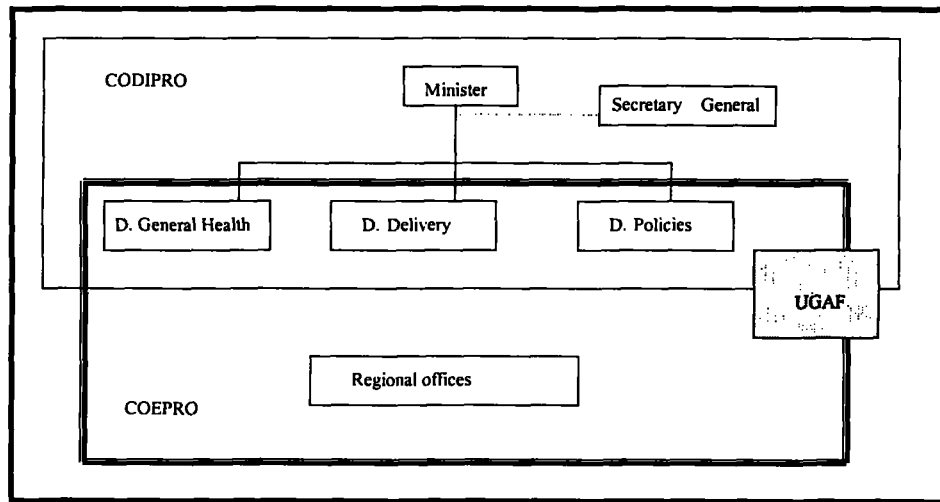 CODIPRO
Minister
Secretary General
D. General Health
D. Delivery
D. Policies
UGAF
Regional offices
COEPRO